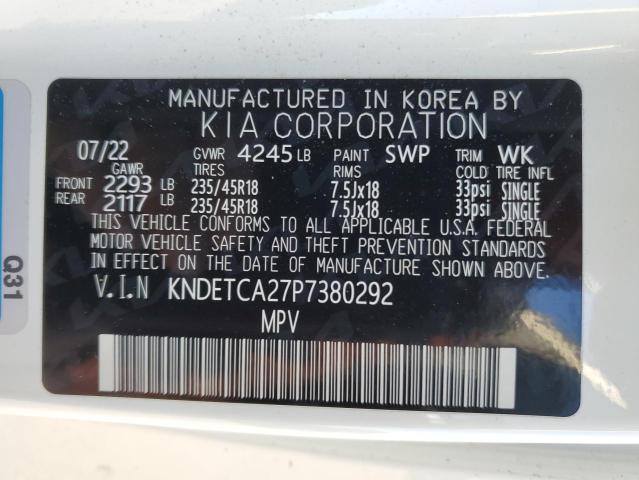 MANUFACTURED IN KOREA BY
KIA CORPORATION
07/22 GVWR 4245 LB PAINT SWP TRIM WK
GAWR TIRES RIMS COLD TIRE INFL
FRONT 2293 LB 235/45R18 7.5Jx18 33psi SINGLE
REAR 2117 LB 235/45R18 7.5Jx18 33psi SINGLE
THIS VEHICLE CONFORMS TO ALL APPLICABLE U.S.A. FEDERAL
MOTOR VEHICLE SAFETY AND THEFT PREVENTION STANDARDS
IN EFFECT ON THE DATE OF MANUFACTURE SHOWN ABOVE.
V.I.N KNDETCA27P7380292
MPV
Q31